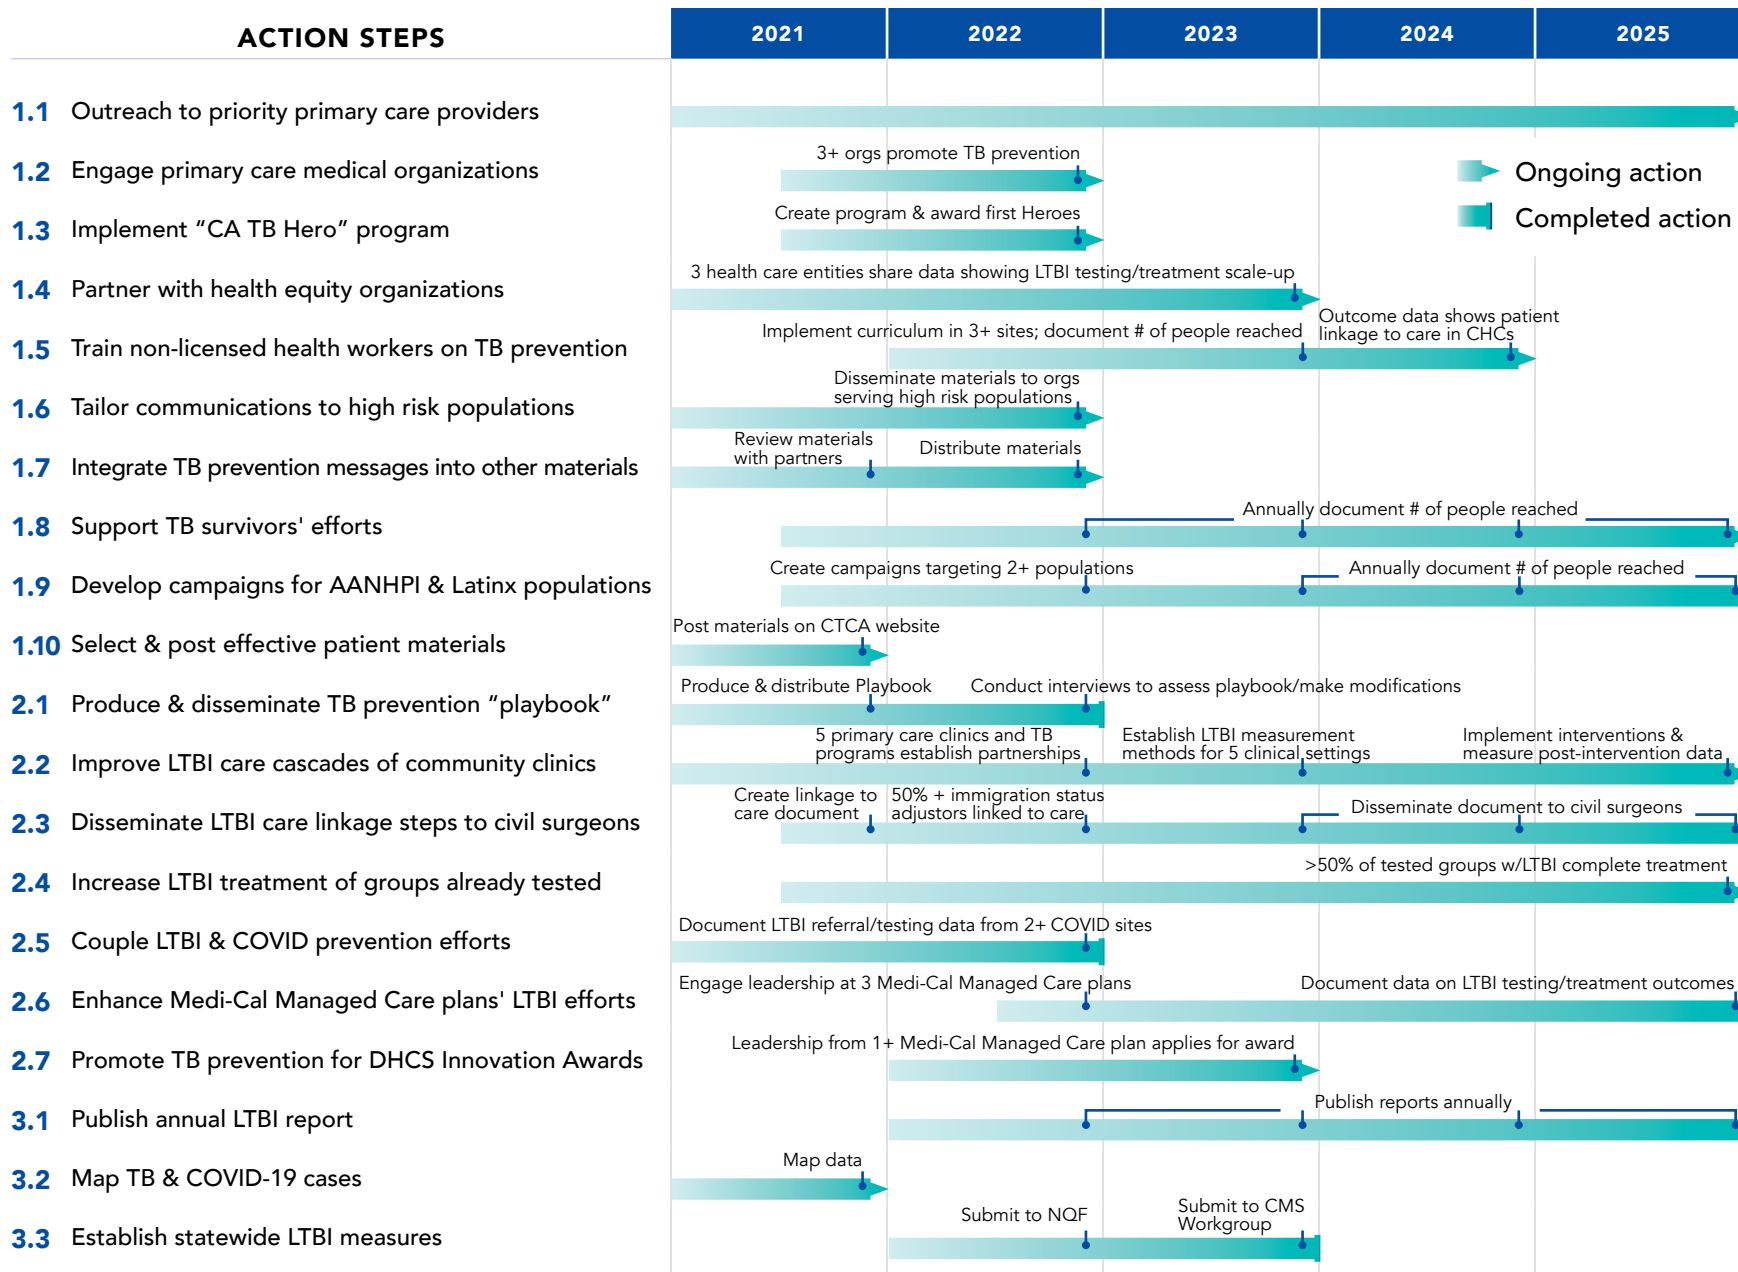 ACTION STEPS 2021 2022 2023 2024 2025
1.1 Outreach to priority primary care providers
3+ orgs promote TB prevention
1.2 Engage primary care medical organizations
Ongoing action
Create program & award first Heroes
Completed action
1.3 Implement “CA TB Hero” program
3 health care entities share data showing LTBI testing/treatment scale-up
1.4 Partner with health equity organizations
Implement curriculum in 3+ sites; document # of people reached
Outcome data shows patient
linkage to care in CHCs
1.5 Train non-licensed health workers on TB prevention
Disseminate materials to orgs
serving high risk populations
1.6 Tailor communications to high risk populations
Review materials
with partners
Distribute materials
1.7 Integrate TB prevention messages into other materials
Annually document # of people reached
1.8 Support TB survivors' efforts
Create campaigns targeting 2+ populations
Annually document # of people reached
1.9 Develop campaigns for AANHPI & Latinx populations
Post materials on CTCA website
1.10 Select & post effective patient materials
Produce & distribute Playbook
Conduct interviews to assess playbook/make modifications
2.1 Produce & disseminate TB prevention “playbook”
5 primary care clinics and TB
programs establish partnerships
Establish LTBI measurement
methods for 5 clinical settings
Implement interventions &
measure post-intervention data
2.2 Improve LTBI care cascades of community clinics
Create linkage to
care document
50% + immigration status
adjustors linked to care
Disseminate document to civil surgeons
2.3 Disseminate LTBI care linkage steps to civil surgeons
>50% of tested groups w/LTBI complete treatment
2.4 Increase LTBI treatment of groups already tested
Document LTBI referral/testing data from 2+ COVID sites
2.5 Couple LTBI & COVID prevention efforts
Engage leadership at 3 Medi-Cal Managed Care plans
Document data on LTBI testing/treatment outcomes
2.6 Enhance Medi-Cal Managed Care plans' LTBI efforts
Leadership from 1+ Medi-Cal Managed Care plan applies for award
2.7 Promote TB prevention for DHCS Innovation Awards
Publish reports annually
3.1 Publish annual LTBI report
Map data
3.2 Map TB & COVID-19 cases
Submit to NQF
Submit to CMS
Workgroup
3.3 Establish statewide LTBI measures